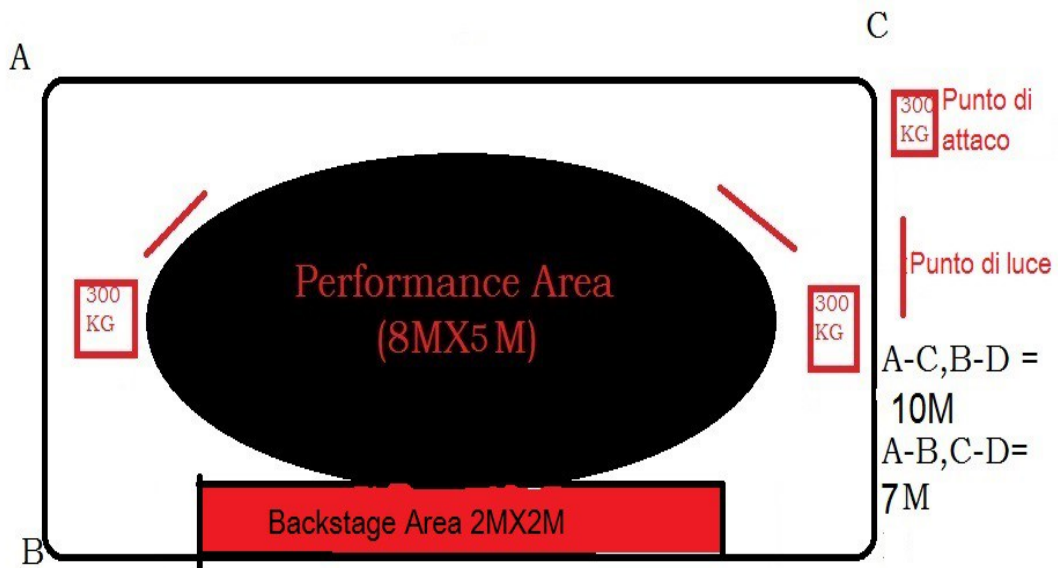 A
C
300
KG
Punto di
attaco
Performance Area
(8MX5 M)
300
KG
300
KG
Punto di luce
A-C,B-D =
10M
A-B,C-D=
7M
Backstage Area 2MX2M
B